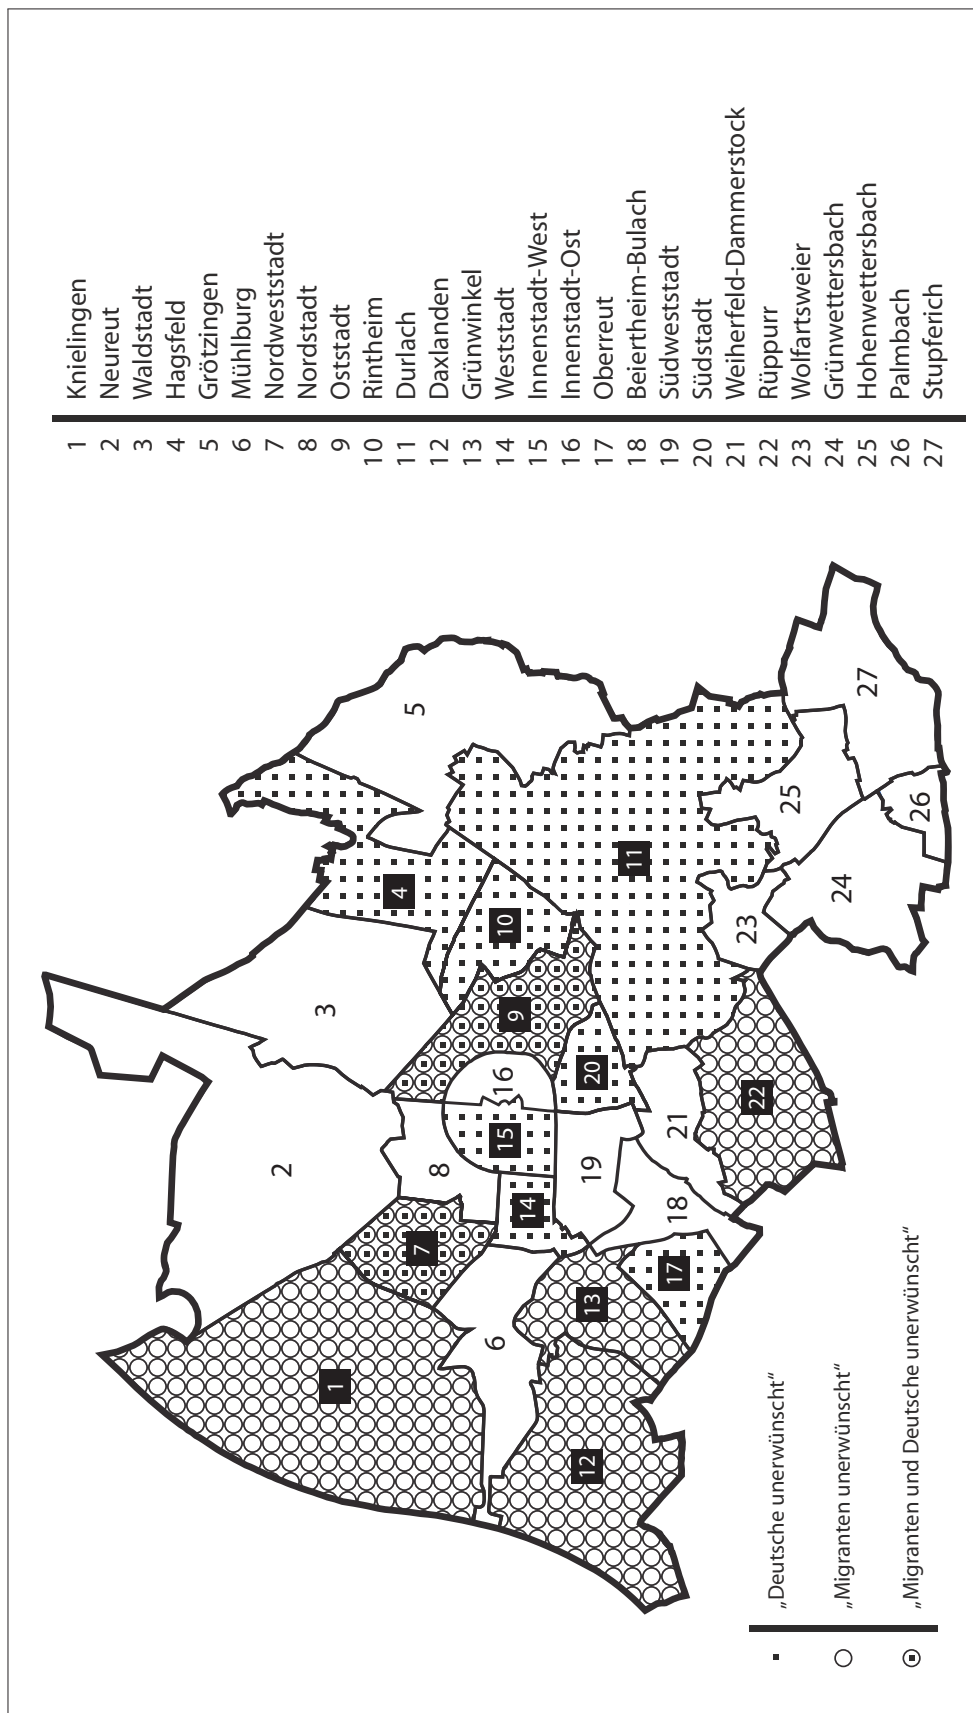 1 Knielingen
2 Neureut
3 Waldstadt
4 Hagsfeld
5 Grötzingen
6 Mühlburg
7 Nordweststadt
8 Nordstadt
9 Oststadt
10 Rintheim
11 Durlach
12 Daxlanden
13 Grünwinkel
14 Weststadt
15 Innenstadt-West
16 Innenstadt-Ost
17 Oberreut
18 Beiertheim-Bulach
19 Südweststadt
20 Südstadt
21 Weiherfeld-Dammerstock
22 Rüppurr
23 Wolfartsweier
24 Grünwettersbach
25 Hohenwettersbach
26 Palmbach
27 Stupferich
5
4
3
2
1
7
8
10
9
16
15
14
6
11
20
19
13
12
17
18
21
22
23
25
24
26
27
„Deutsche unerwünscht“
„Migranten unerwünscht“
„Migranten und Deutsche unerwünscht“